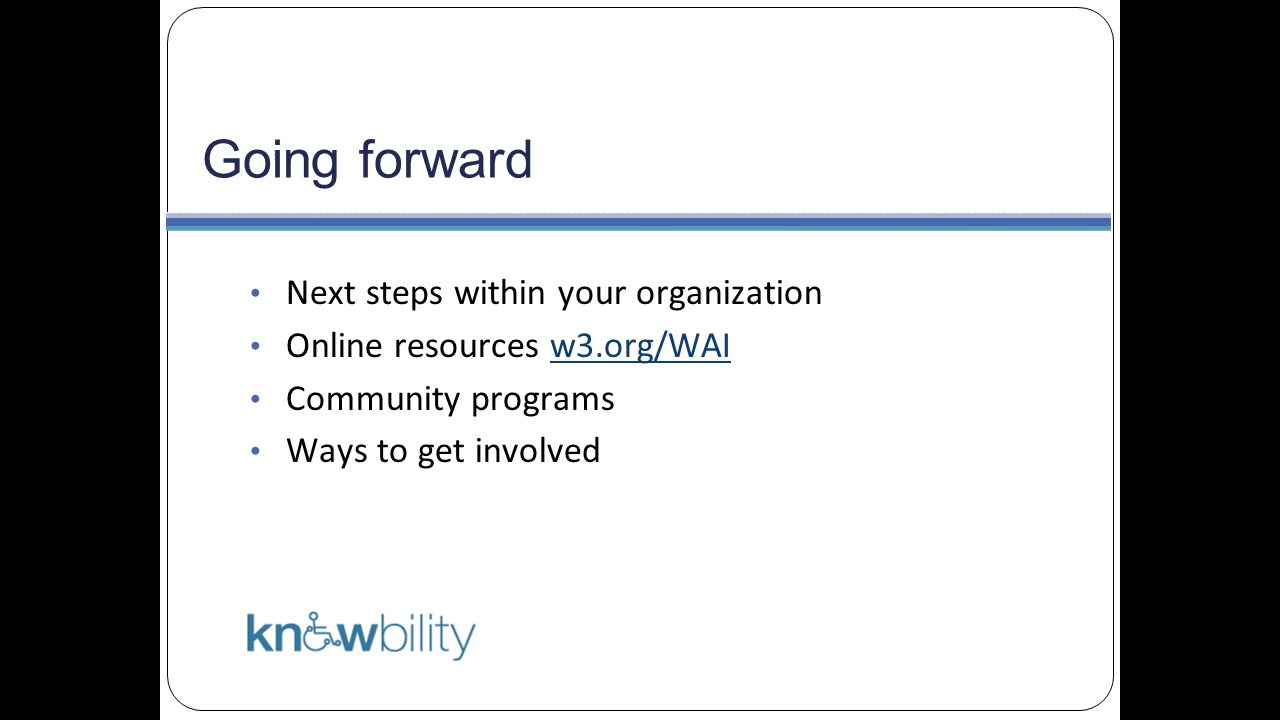 Going forward
• Next steps within your organization
• Online resources w3.org/WAI
• Community programs
• Ways to get involved
knowbility